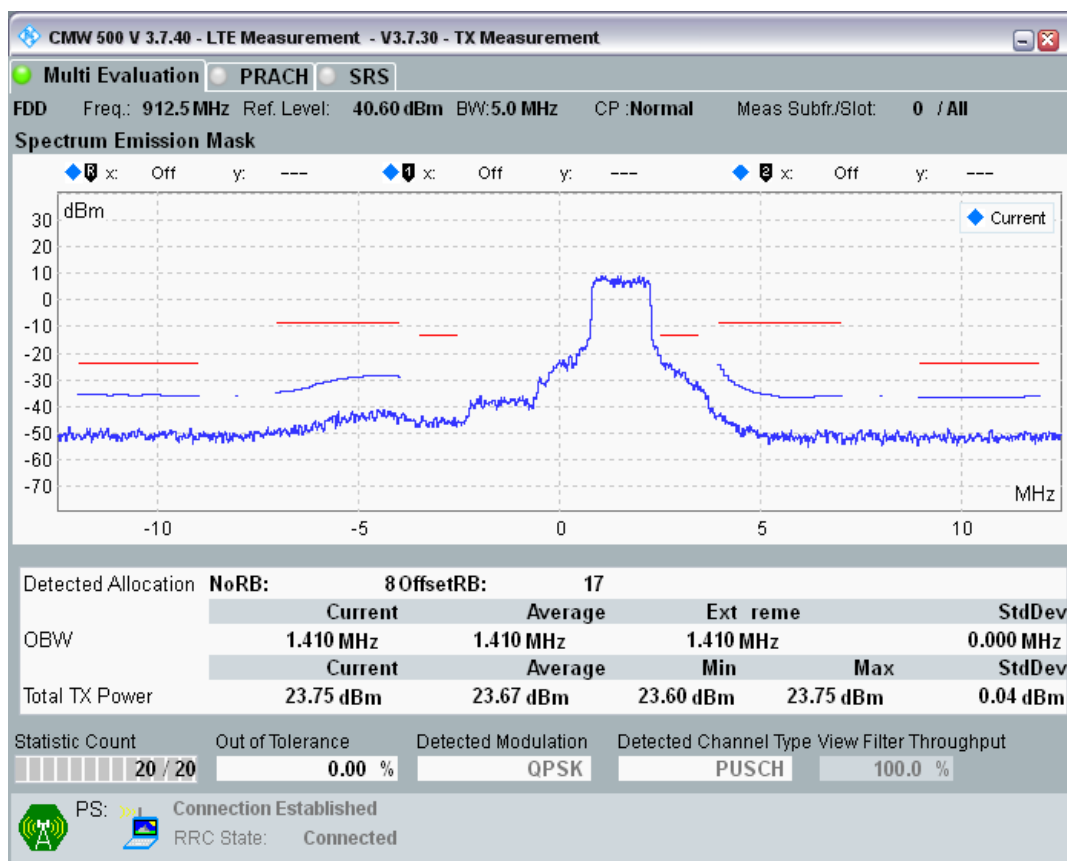 CMW 500 V 3.7.40 - LTE Measurement - V3.7.30 - TX Measurement
Multi Evaluation PRACH SRS
FDD Freq.: 912.5 MHz Ref. Level: 40.60 dBm BW:5.0 MHz CP :Normal Meas Subfr./Slot: 0 / All
Spectrum Emission Mask
R x: Off y: --- 1 x: Off y: --- 2 x: Off y: ---
dBm
Current
30
20
10
0
-10
-20
-30
-40
-50
-60
-70
MHz
-10 -5 0 5 10
Detected Allocation NoRB: 8 OffsetRB: 17
Current Average Ext reme StdDev
OBW 1.410 MHz 1.410 MHz 1.410 MHz 0.000 MHz
Current Average Min Max StdDev
Total TX Power 23.75 dBm 23.67 dBm 23.60 dBm 23.75 dBm 0.04 dBm
Statistic Count Out of Tolerance Detected Modulation Detected Channel Type View Filter Throughput
20 / 20 0.00 % QPSK PUSCH 100.0 %
PS: Connection Established
RRC State: Connected